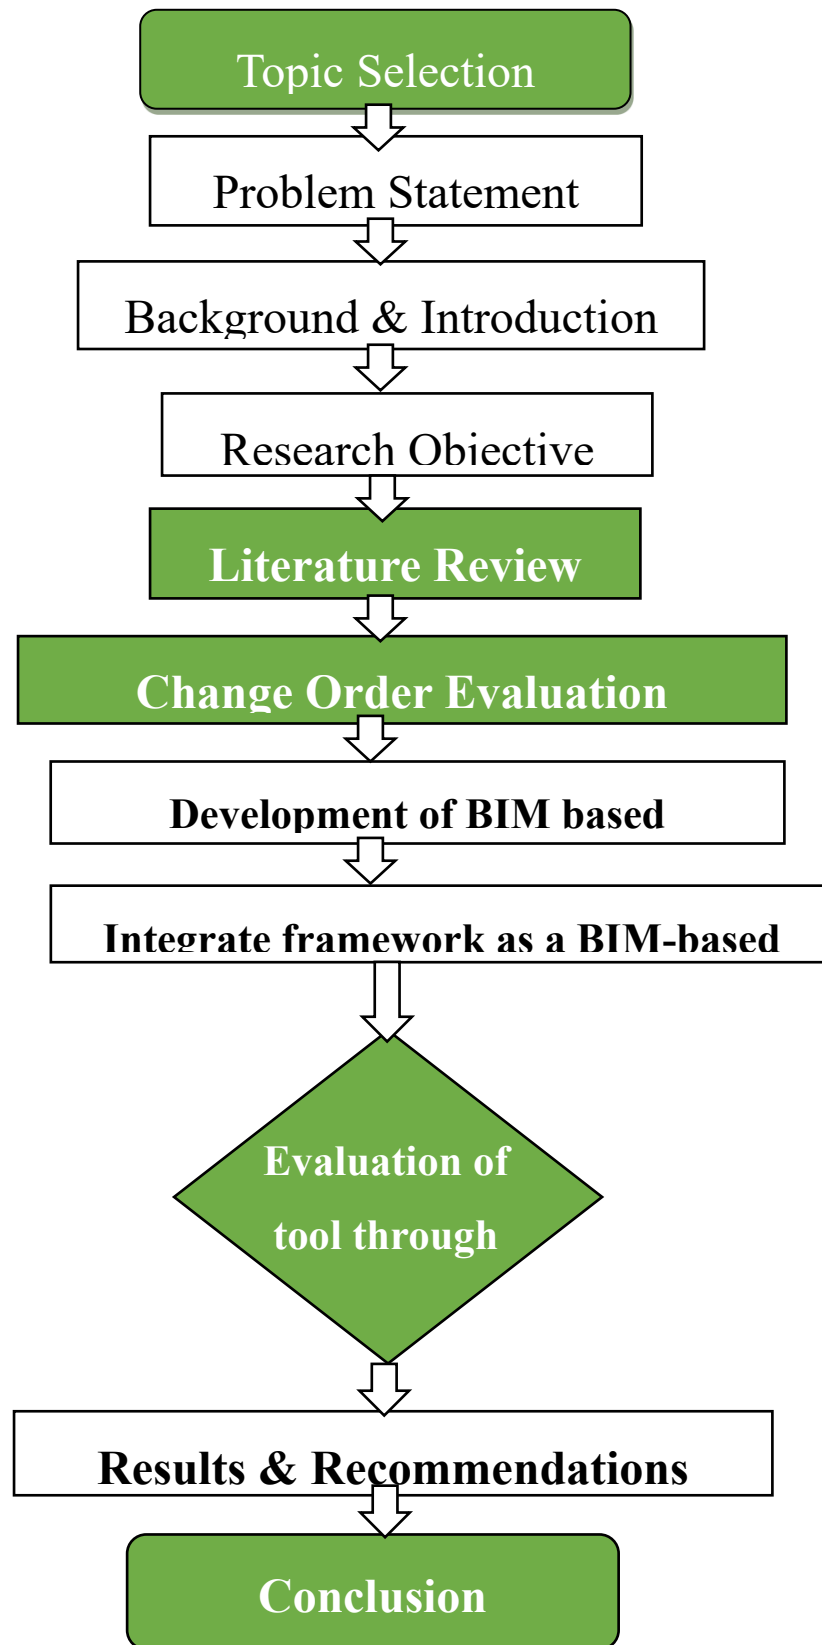 Topic Selection
Problem Statement
Background & Introduction
Research Objective
Literature Review
Change Order Evaluation
Development of BIM based
Integrate framework as a BIM-based
Evaluation of
tool through
Results & Recommendations
Conclusion